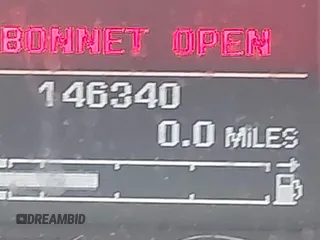 BONNET OPEN
146340
0.0 MILES
DREAMBID